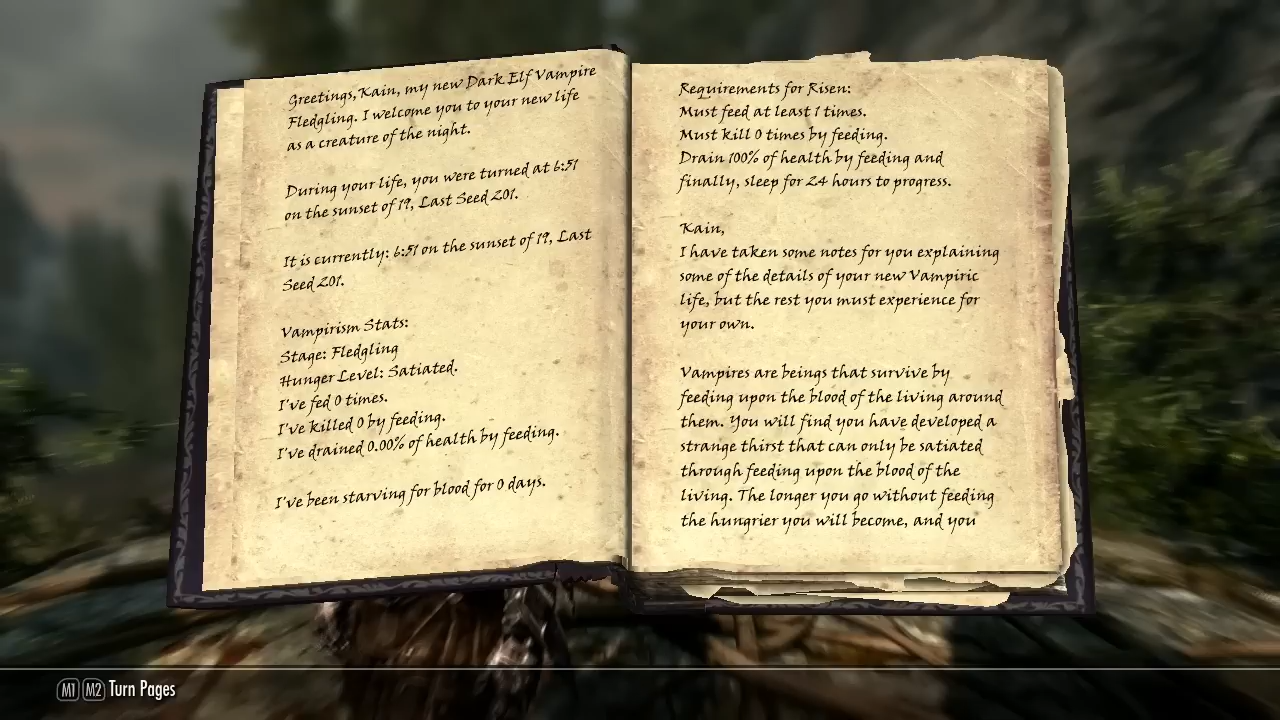 Greetings, Kain, my new Dark Elf Vampire
Fledgling. I welcome you to your new life
as a creature of the night.
During your life, you were turned at 6:51
on the sunset of 19, Last Seed 201.
It is currently: 6:51 on the sunset of 19, Last
Seed 201.
Vampirism Stats:
Stage: Fledgling
Hunger Level: Satiated.
I've fed 0 times.
I've killed 0 by feeding.
I've drained 0.00% of health by feeding.
I've been starving for blood for 0 days.
Requirements for Risen:
Must feed at least 1 times.
Must kill 0 times by feeding.
Drain 100% of health by feeding and
finally, sleep for 24 hours to progress.
Kain,
I have taken some notes for you explaining
some of the details of your new Vampiric
life, but the rest you must experience for
your own.
Vampires are beings that survive by
feeding upon the blood of the living around
them. You will find you have developed a
strange thirst that can only be satiated
through feeding upon the blood of the
living. The longer you go without feeding
the hungrier you will become, and you
M1 M2 Turn Pages